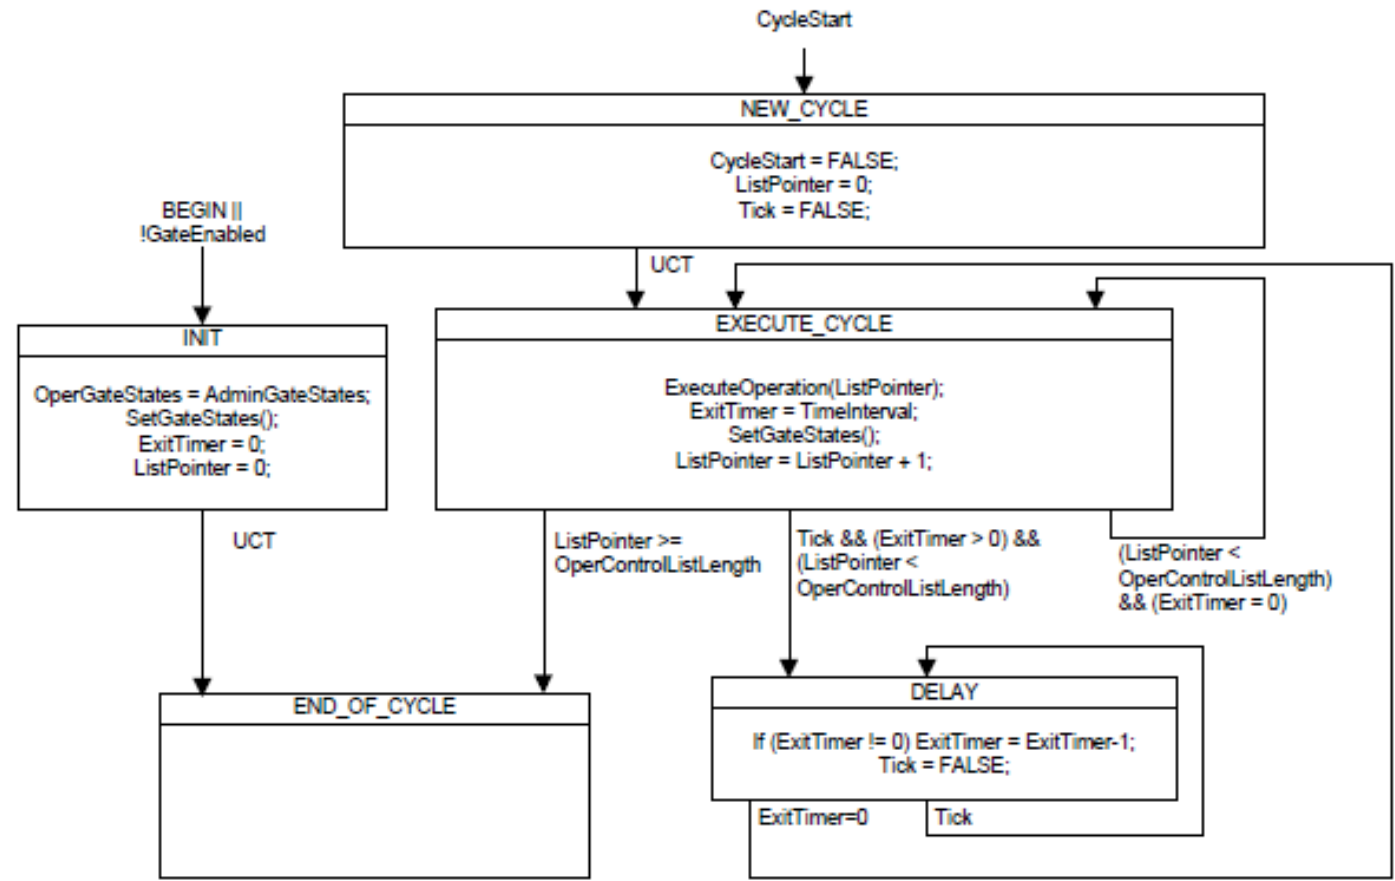 CycleStart
NEW_CYCLE
CycleStart = FALSE;
ListPointer = 0;
Tick = FALSE;
BEGIN ||
!GateEnabled
UCT
INIT
OperGateStates = AdminGateStates;
SetGateStates();
ExitTimer = 0;
ListPointer = 0;
EXECUTE_CYCLE
ExecuteOperation(ListPointer);
ExitTimer = TimeInterval;
SetGateStates();
ListPointer = ListPointer + 1;
UCT
ListPointer >=
OperControlListLength
Tick && (ExitTimer > 0) &&
(ListPointer <
OperControlListLength)
(ListPointer <
OperControlListLength)
&& (ExitTimer = 0)
END_OF_CYCLE
DELAY
If (ExitTimer != 0) ExitTimer = ExitTimer-1;
Tick = FALSE;
ExitTimer=0
Tick